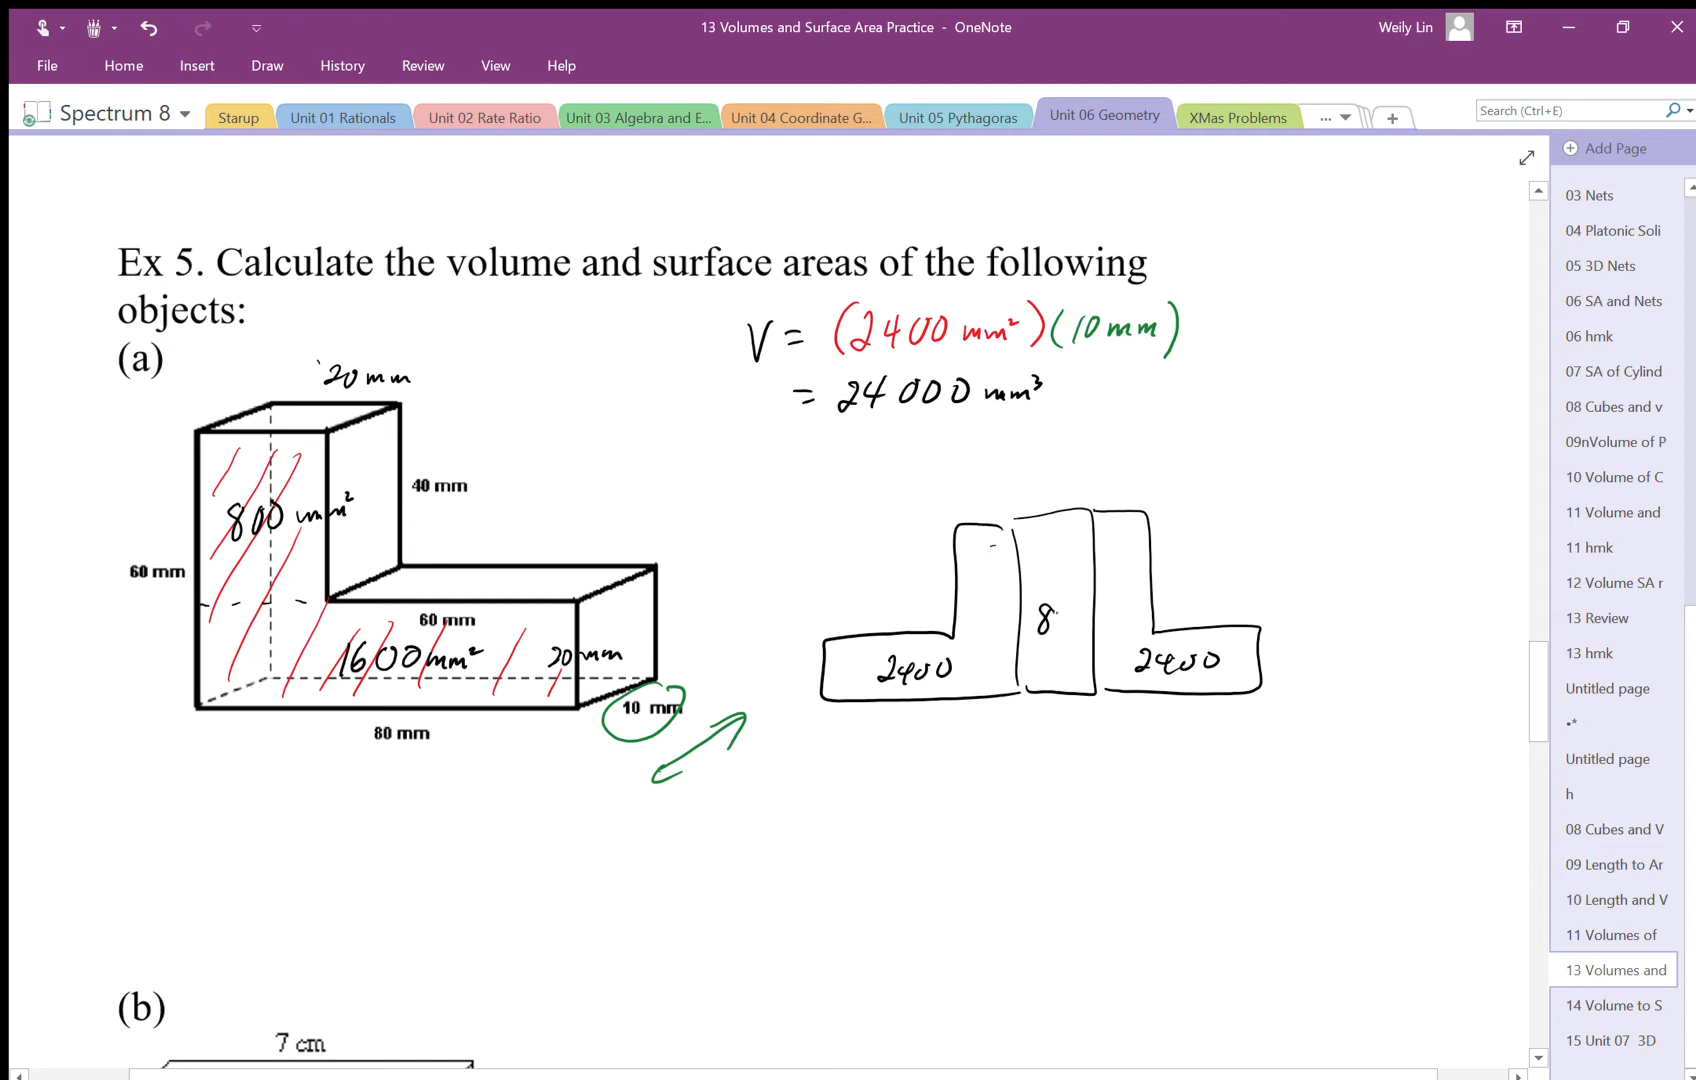 13 Volumes and Surface Area Practice - OneNote
Weily Lin
File Home Insert Draw History Review View Help
Spectrum 8
Starup
Unit 01 Rationals
Unit 02 Rate Ratio
Unit 03 Algebra and E...
Unit 04 Coordinate G...
Unit 05 Pythagoras
Unit 06 Geometry
XMas Problems
...
Search (Ctrl+E)
Add Page
03 Nets
04 Platonic Soli
05 3D Nets
06 SA and Nets
06 hmk
07 SA of Cylind
08 Cubes and v
09nVolume of P
10 Volume of C
11 Volume and
11 hmk
12 Volume SA r
13 Review
13 hmk
Untitled page
•*
Untitled page
h
08 Cubes and V
09 Length to Ar
10 Length and V
11 Volumes of
13 Volumes and
14 Volume to S
15 Unit 07 3D
Ex 5. Calculate the volume and surface areas of the following
objects:
V = (2400 mm²)(10 mm)
= 24 000 mm³
(a)
20 mm
40 mm
800 mm²
60 mm
60 mm
1600 mm²
20 mm
10 mm
80 mm
2400
8
2400
(b)
7 cm